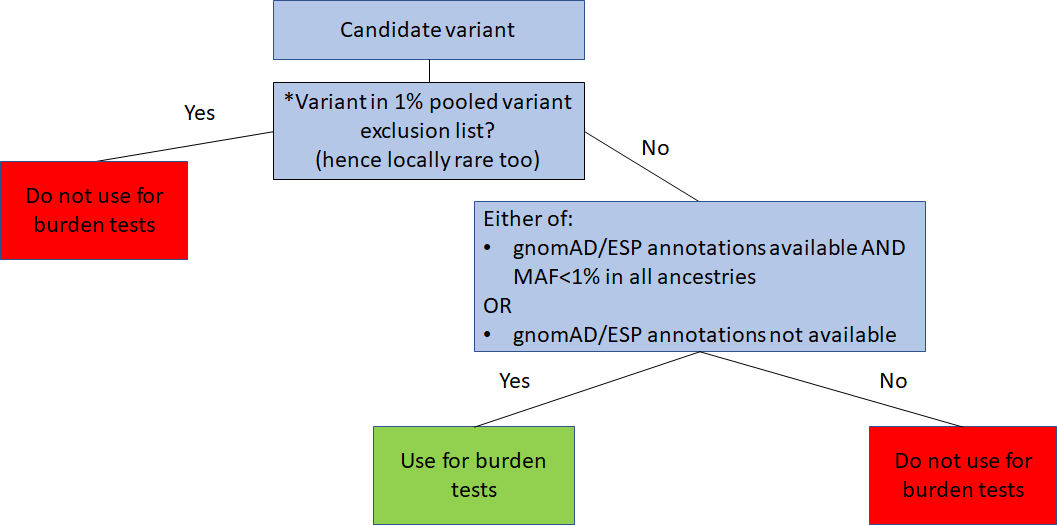 Candidate variant
*Variant in 1% pooled variant
exclusion list?
(hence locally rare too)
Yes
No
Do not use for
burden tests
Either of:
• gnomAD/ESP annotations available AND
MAF<1% in all ancestries
OR
• gnomAD/ESP annotations not available
Yes
No
Use for burden
tests
Do not use for
burden tests